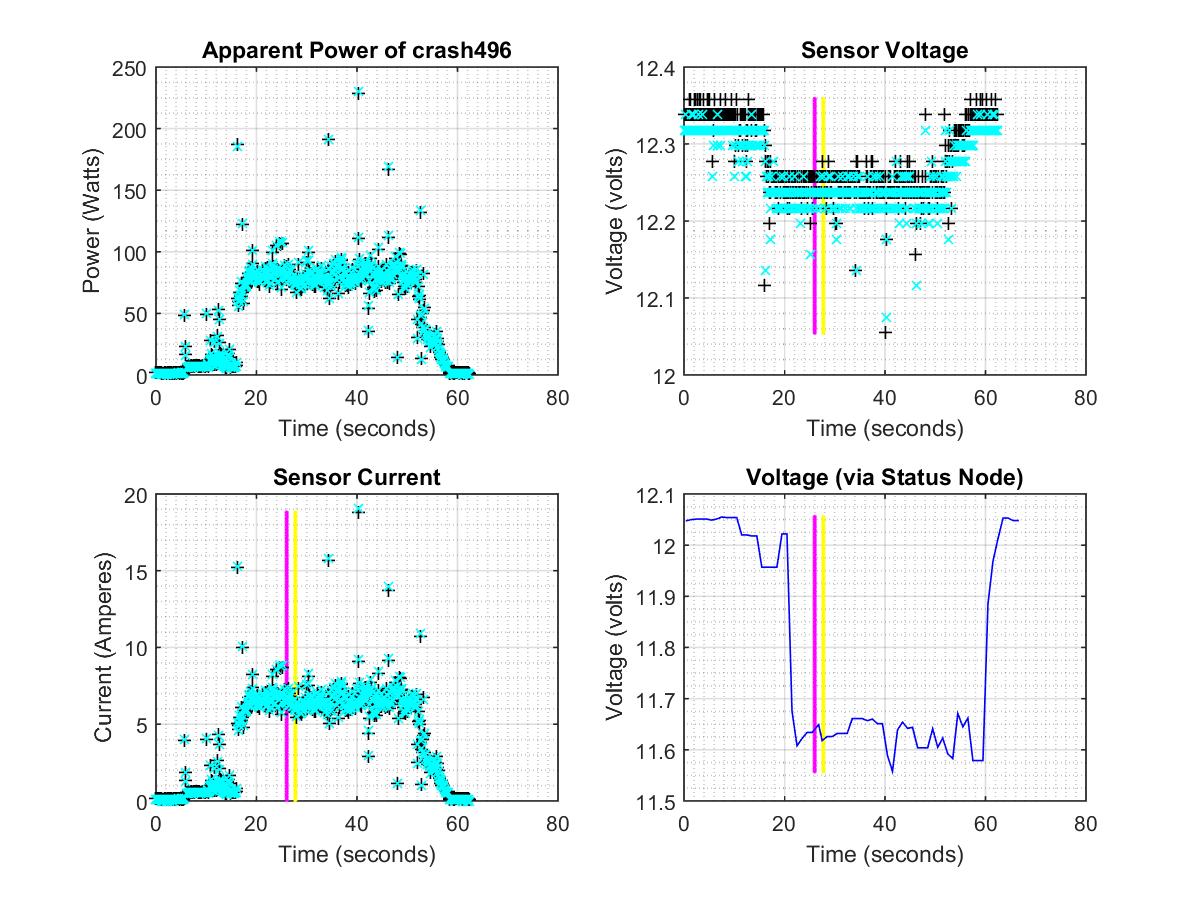 Apparent Power of crash496
250
200
150
100
50
0
Power (Watts)
0 20 40 60 80
Time (seconds)
Sensor Voltage
12.4
12.3
12.2
12.1
12
Voltage (volts)
0 20 40 60 80
Time (seconds)
Sensor Current
20
15
10
5
0
Current (Amperes)
0 20 40 60 80
Time (seconds)
Voltage (via Status Node)
12.1
12
11.9
11.8
11.7
11.6
11.5
Voltage (volts)
0 20 40 60 80
Time (seconds)